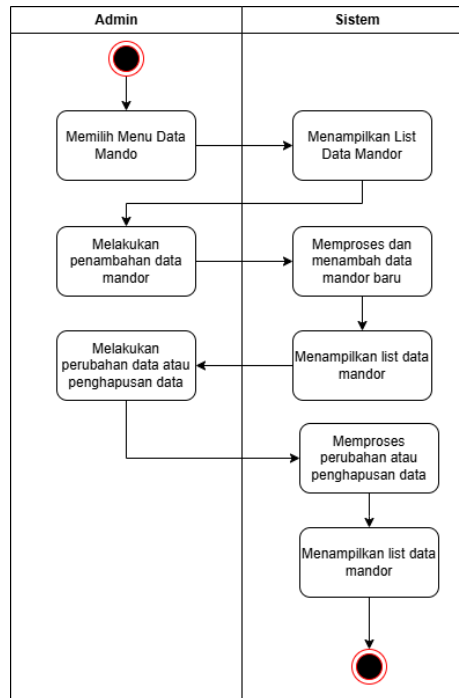 Admin
Sistem
Memilih Menu Data
Mando
Menampilkan List
Data Mandor
Melakukan
penambahan data
mandor
Memproses dan
menambah data
mandor baru
Menampilkan list data
mandor
Melakukan
perubahan data atau
penghapusan data
Memproses
perubahan atau
penghapusan data
Menampilkan list data
mandor